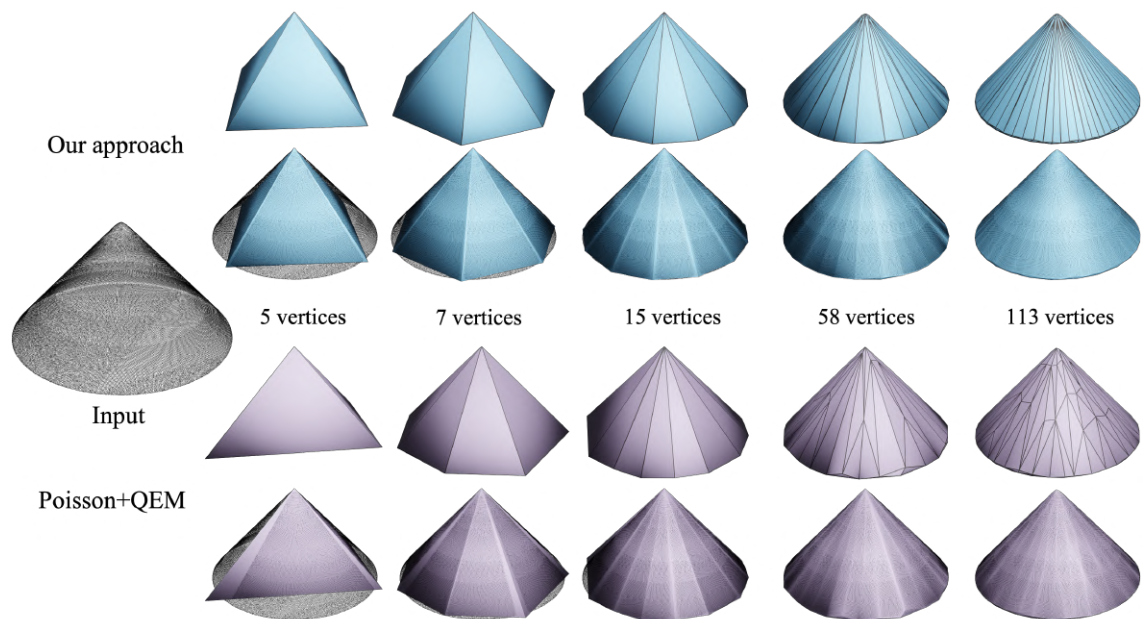 Our approach
5 vertices
7 vertices
15 vertices
58 vertices
113 vertices
Input
Poisson+QEM